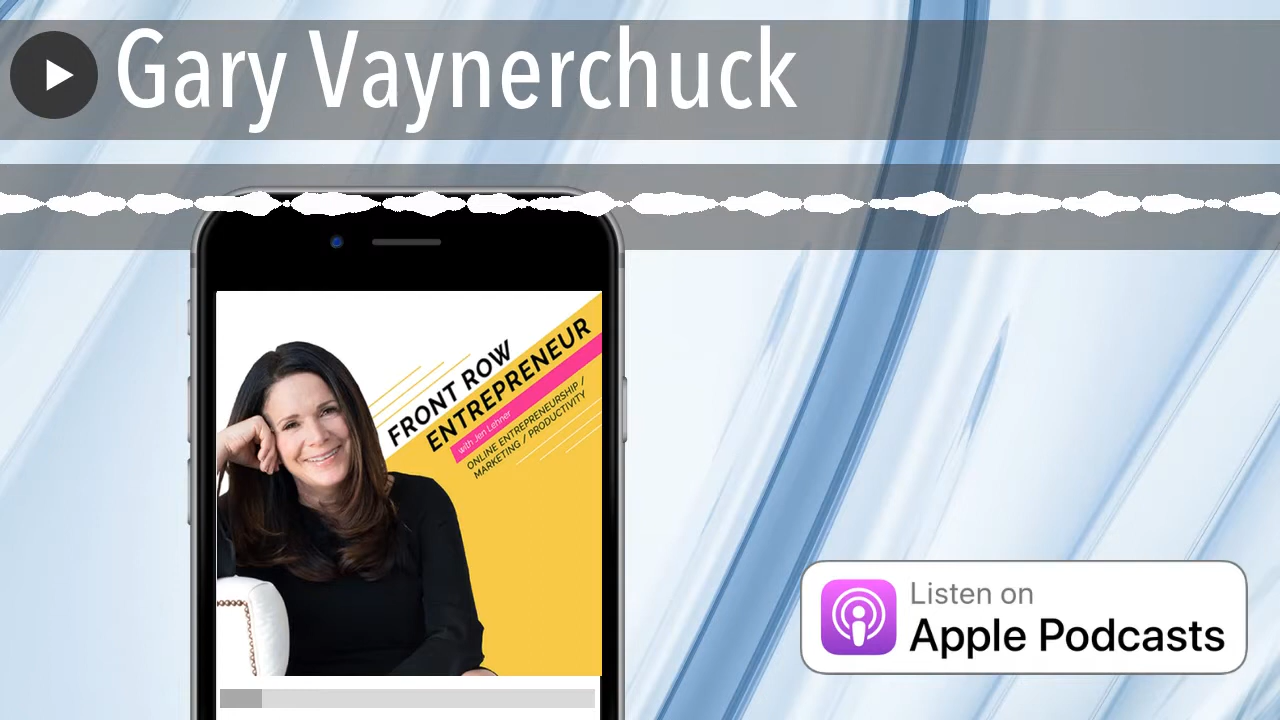 Gary Vaynerchuck
FRONT ROW
ENTREPRENEUR
with Jen Lehner
ONLINE ENTREPRENEURSHIP /
MARKETING / PRODUCTIVITY
Listen on
Apple Podcasts